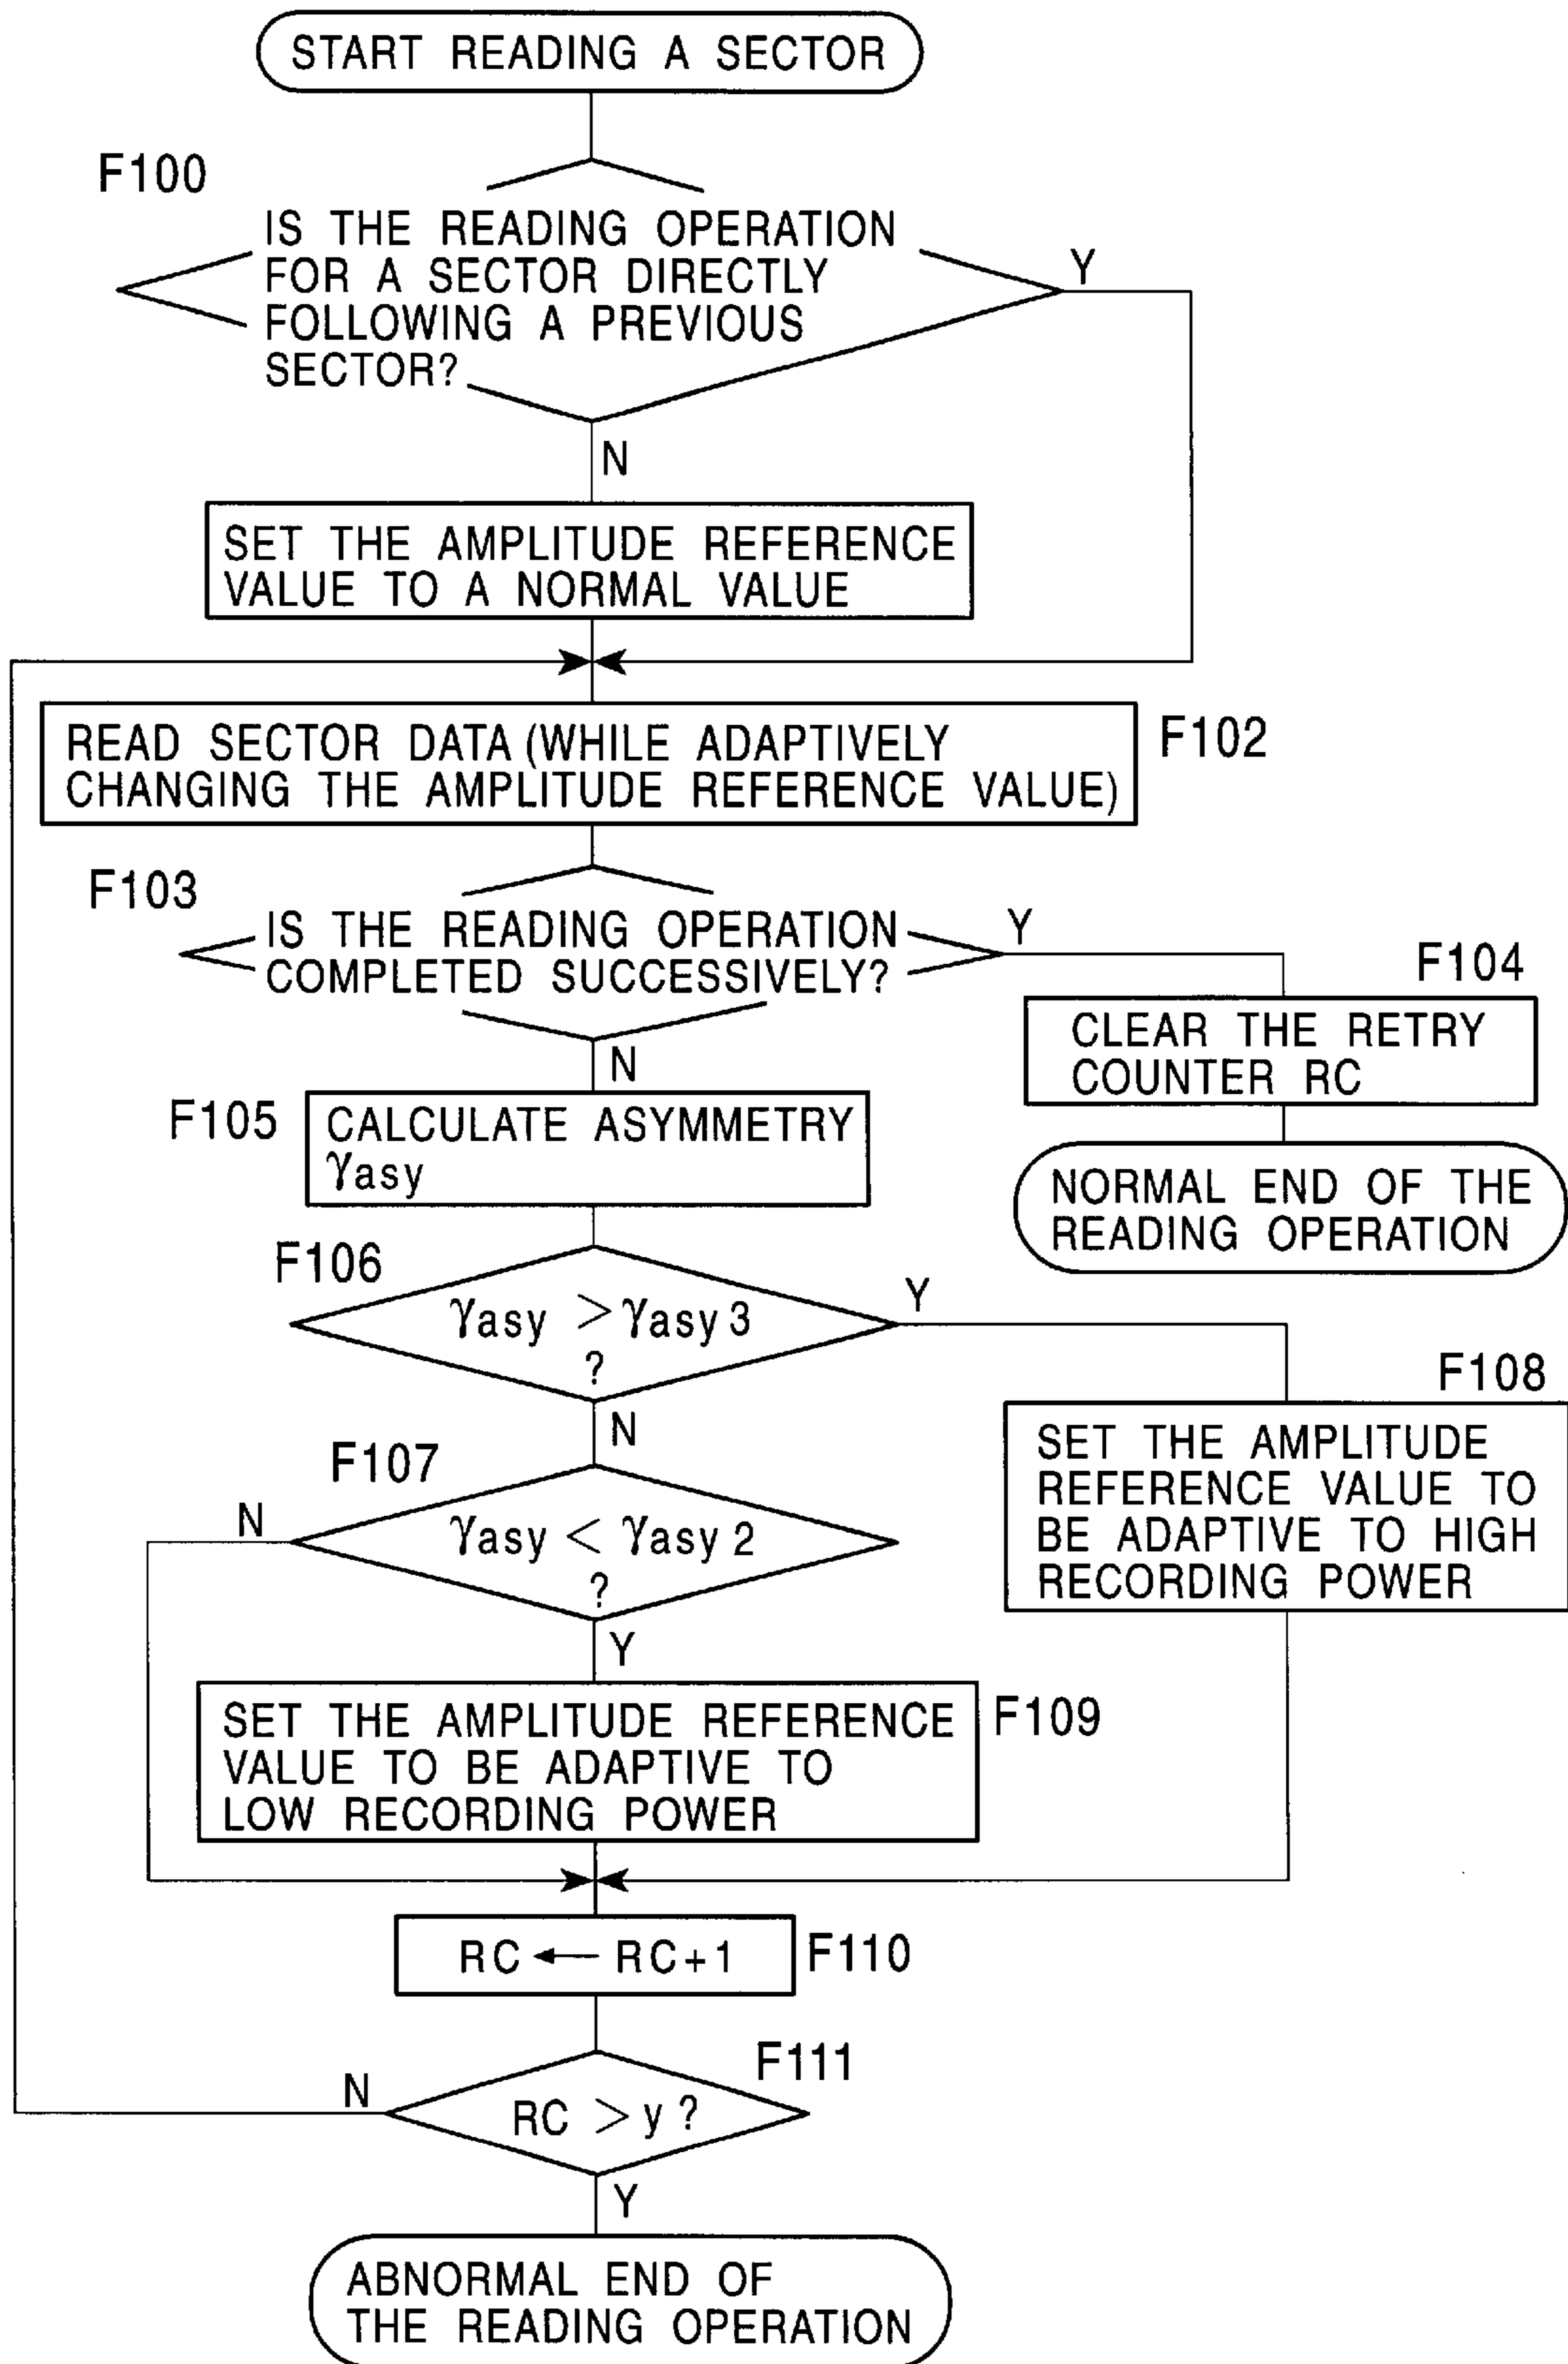 START READING A SECTOR
F100
IS THE READING OPERATION
FOR A SECTOR DIRECTLY
FOLLOWING A PREVIOUS
SECTOR?
Y
N
SET THE AMPLITUDE REFERENCE
VALUE TO A NORMAL VALUE
READ SECTOR DATA (WHILE ADAPTIVELY
CHANGING THE AMPLITUDE REFERENCE VALUE)
F102
F103
IS THE READING OPERATION
COMPLETED SUCCESSIVELY?
Y
N
F104
CLEAR THE RETRY
COUNTER RC
NORMAL END OF THE
READING OPERATION
F105
CALCULATE ASYMMETRY
γasy
F106
γasy > γasy 3
?
Y
N
F108
SET THE AMPLITUDE
REFERENCE VALUE TO
BE ADAPTIVE TO HIGH
RECORDING POWER
F107
γasy < γasy 2
?
N
Y
SET THE AMPLITUDE REFERENCE
VALUE TO BE ADAPTIVE TO
LOW RECORDING POWER
F109
RC ← RC+1
F110
F111
RC > y ?
N
Y
ABNORMAL END OF
THE READING OPERATION